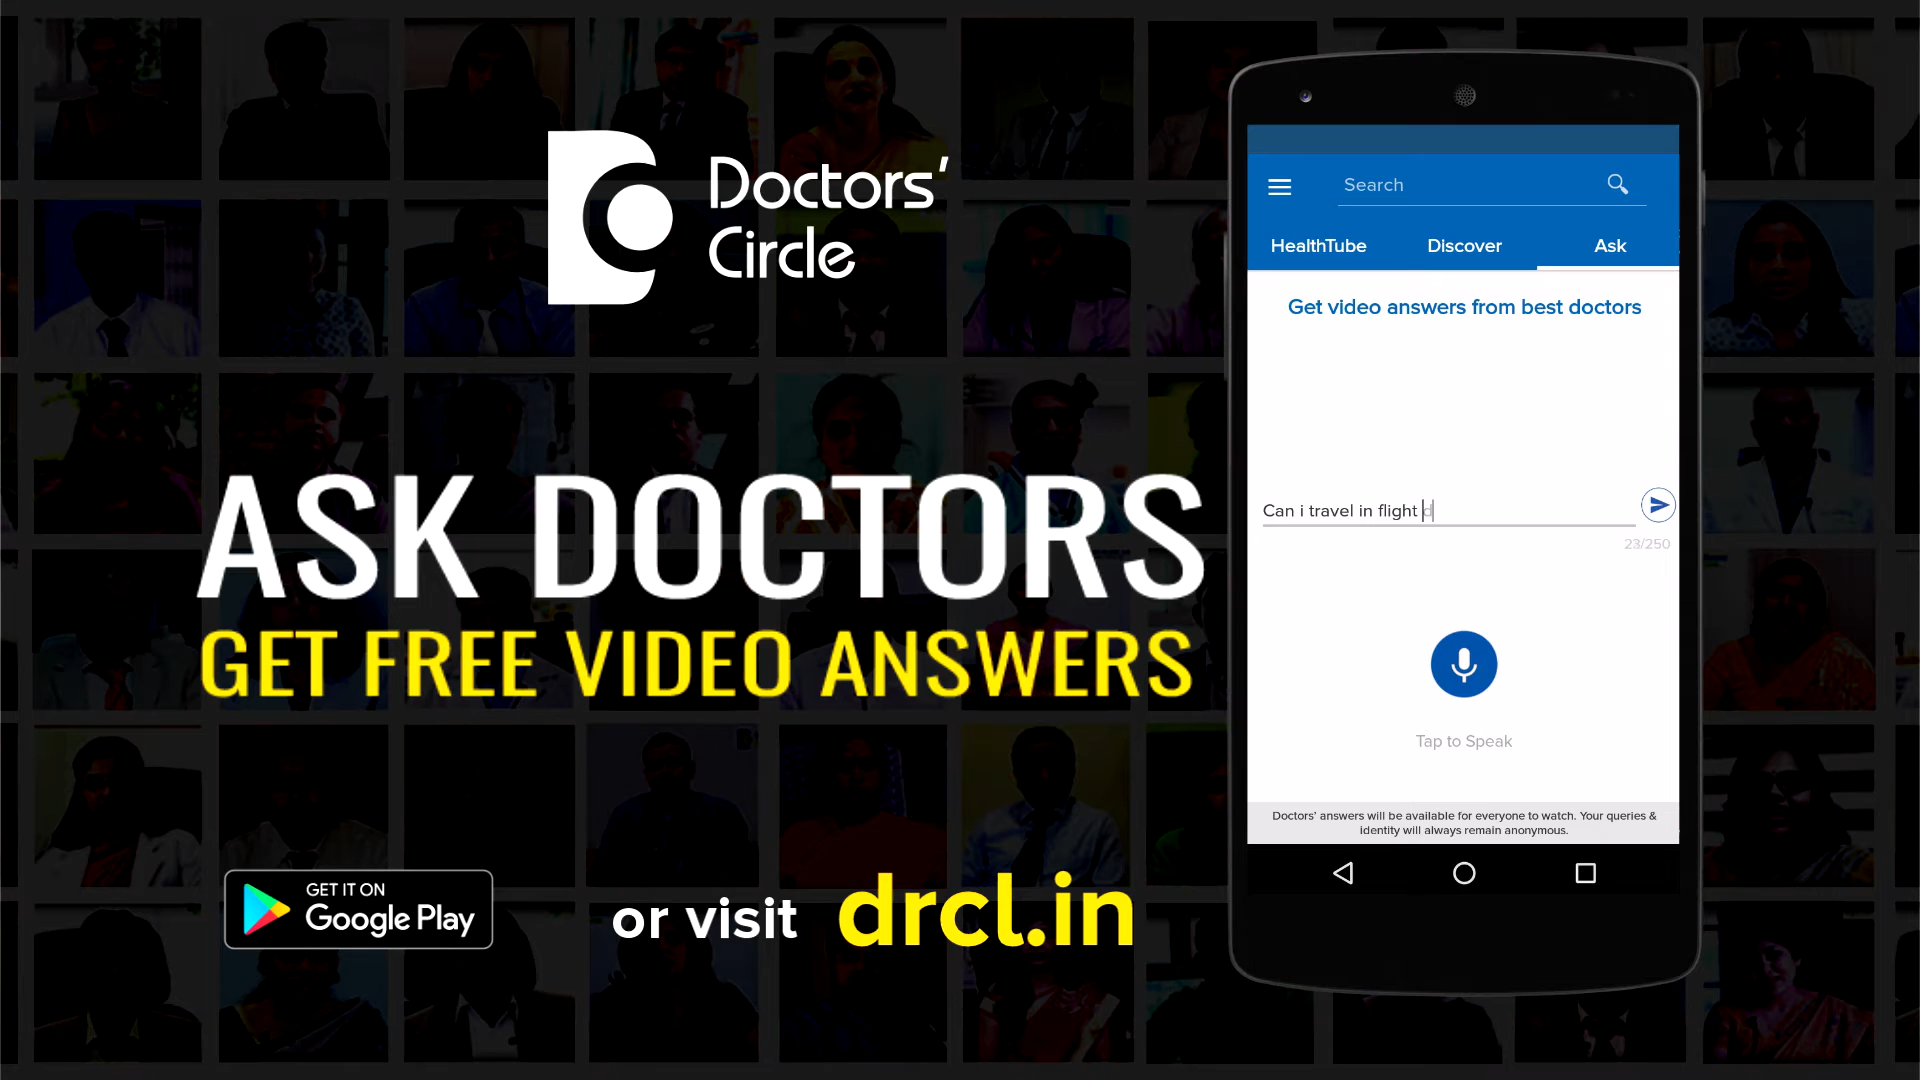 Doctors'
Circle
ASK DOCTORS
GET FREE VIDEO ANSWERS
GET IT ON
Google Play
or visit drcl.in
Search
HealthTube Discover Ask
Get video answers from best doctors
Can i travel in flight d
23/250
Tap to Speak
Doctors' answers will be available for everyone to watch. Your queries &
identity will always remain anonymous.